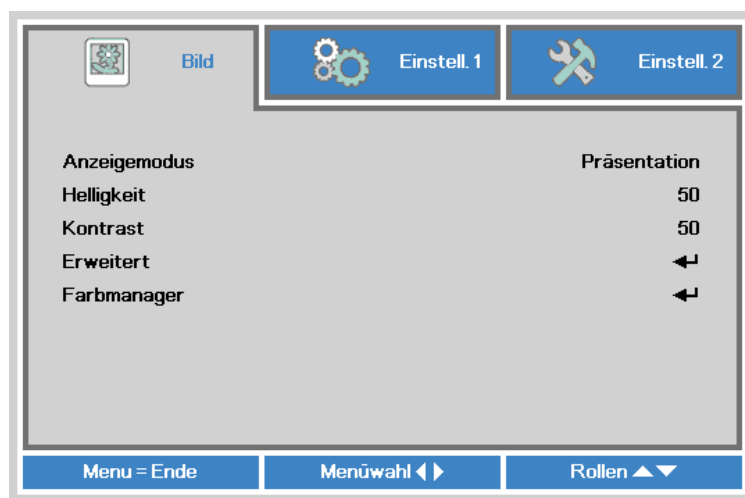 Bild Einstell. 1 Einstell. 2
Anzeigemodus Präsentation
Helligkeit 50
Kontrast 50
Erweitert
Farbmanager
Menu = Ende Menüwahl Rollen